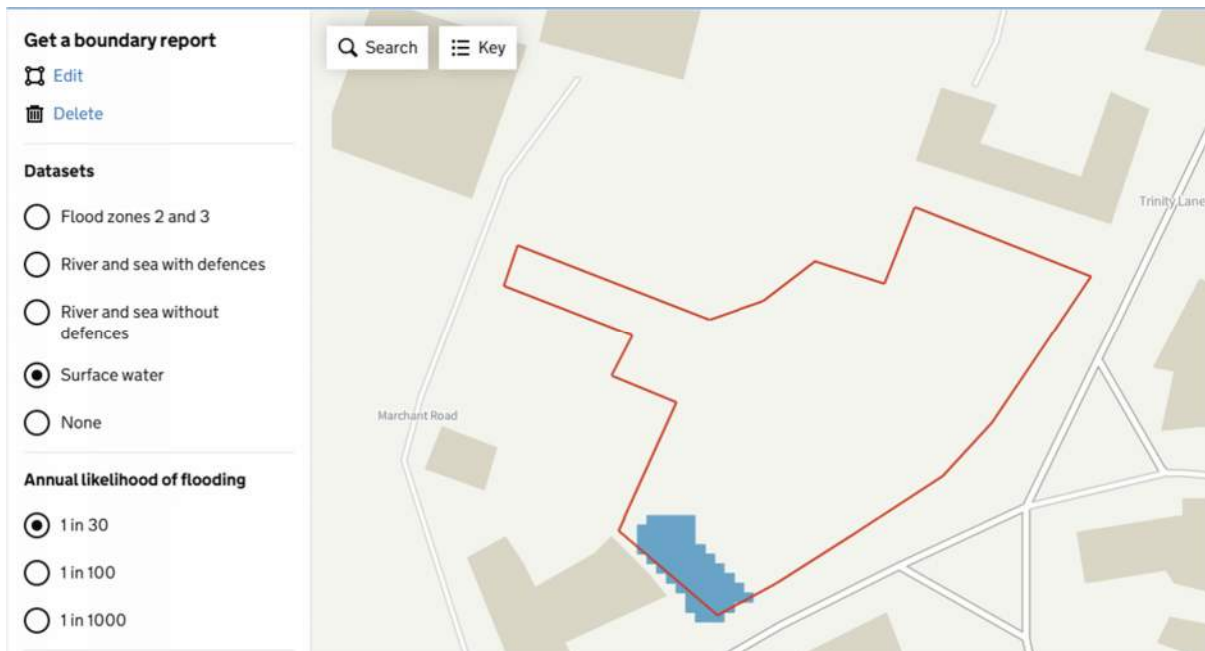 Get a boundary report
Edit
Delete
Datasets
Flood zones 2 and 3
River and sea with defences
River and sea without
defences
Surface water
None
Annual likelihood of flooding
1 in 30
1 in 100
1 in 1000
Search
Key
Trinity Lane
Marchant Road